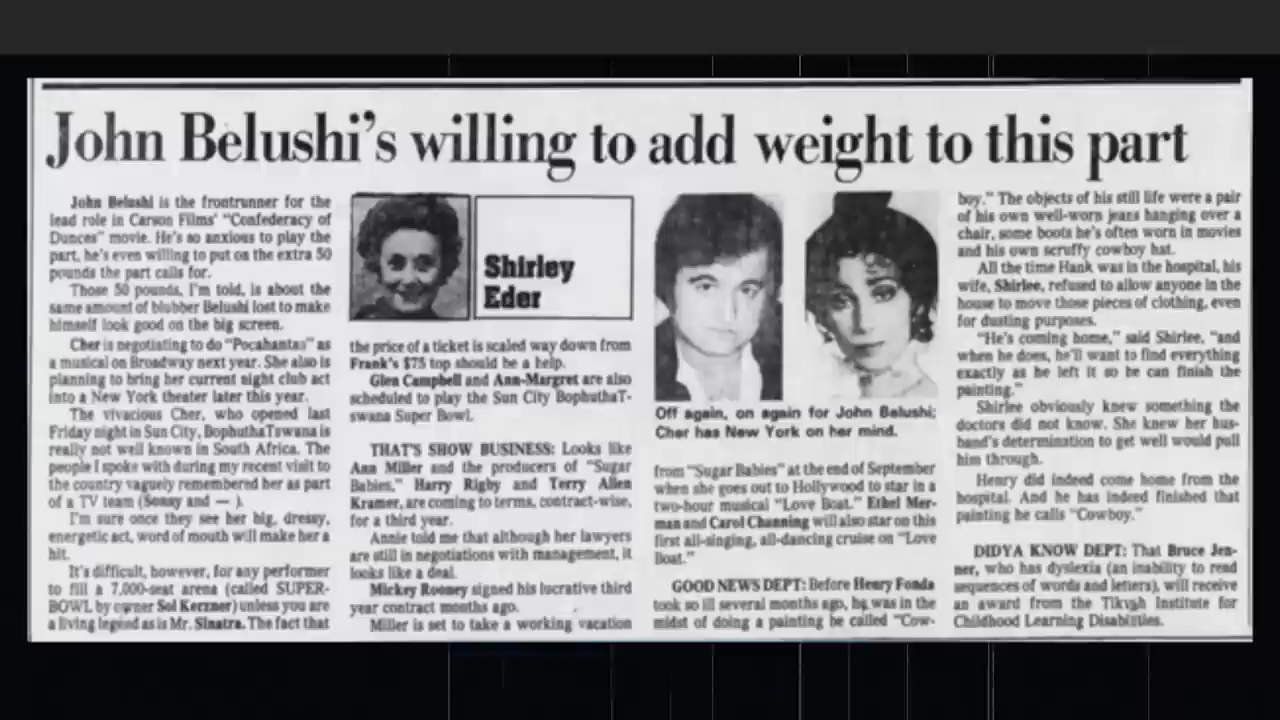 John Belushi's willing to add weight to this part
John Belushi is the frontrunner for the
lead role in Carson Films' "Confederacy of
Dunces" movie. He's so anxious to play the
part, he's even willing to put on the extra 50
pounds the part calls for.
Those 50 pounds, I'm told, is about the
same amount of blubber Belushi lost to make
himself look good on the big screen.
Cher is negotiating to do "Pocahantas" as
a musical on Broadway next year. She also is
planning to bring her current night club act
into a New York theater later this year.
The vivacious Cher, who opened last
Friday night in Sun City, BophuthaTswana is
really not well known in South Africa. The
people I spoke with during my recent visit to
the country vaguely remembered her as part
of a TV team (Sonny and — ).
I'm sure once they see her big, dressy,
energetic act, word of mouth will make her a
hit.
It's difficult, however, for any performer
to fill a 7,000-seat arena (called SUPER-
BOWL by owner Sol Kerzner) unless you are
a living legend as is Mr. Sinatra. The fact that
Shirley
Eder
the price of a ticket is scaled way down from
Frank's $75 top should be a help.
Glen Campbell and Ann-Margret are also
scheduled to play the Sun City BophuthaT-
swana Super Bowl.
THAT'S SHOW BUSINESS: Looks like
Ann Miller and the producers of "Sugar
Babies," Harry Rigby and Terry Allen
Kramer, are coming to terms, contract-wise,
for a third year.
Annie told me that although her lawyers
are still in negotiations with management, it
looks like a deal.
Mickey Rooney signed his lucrative third
year contract months ago.
Miller is set to take a working vacation
Off again, on again for John Belushi;
Cher has New York on her mind.
from "Sugar Babies" at the end of September
when she goes out to Hollywood to star in a
two-hour musical "Love Boat." Ethel Mer-
man and Carol Channing will also star on this
first all-singing, all-dancing cruise on "Love
Boat."
GOOD NEWS DEPT: Before Henry Fonda
took so ill several months ago, he was in the
midst of doing a painting he called "Cow-
boy." The objects of his still life were a pair
of his own well-worn jeans hanging over a
chair, some boots he's often worn in movies
and his own scruffy cowboy hat.
All the time Hank was in the hospital, his
wife, Shirlee, refused to allow anyone in the
house to move those pieces of clothing, even
for dusting purposes.
"He's coming home," said Shirlee, "and
when he does, he'll want to find everything
exactly as he left it so he can finish the
painting."
Shirlee obviously knew something the
doctors did not know. She knew her hus-
band's determination to get well would pull
him through.
Henry did indeed come home from the
hospital. And he has indeed finished that
painting he calls "Cowboy."
DIDYA KNOW DEPT: That Bruce Jen-
ner, who has dyslexia (an inability to read
sequences of words and letters), will receive
an award from the Tikvah Institute for
Childhood Learning Disabilities.